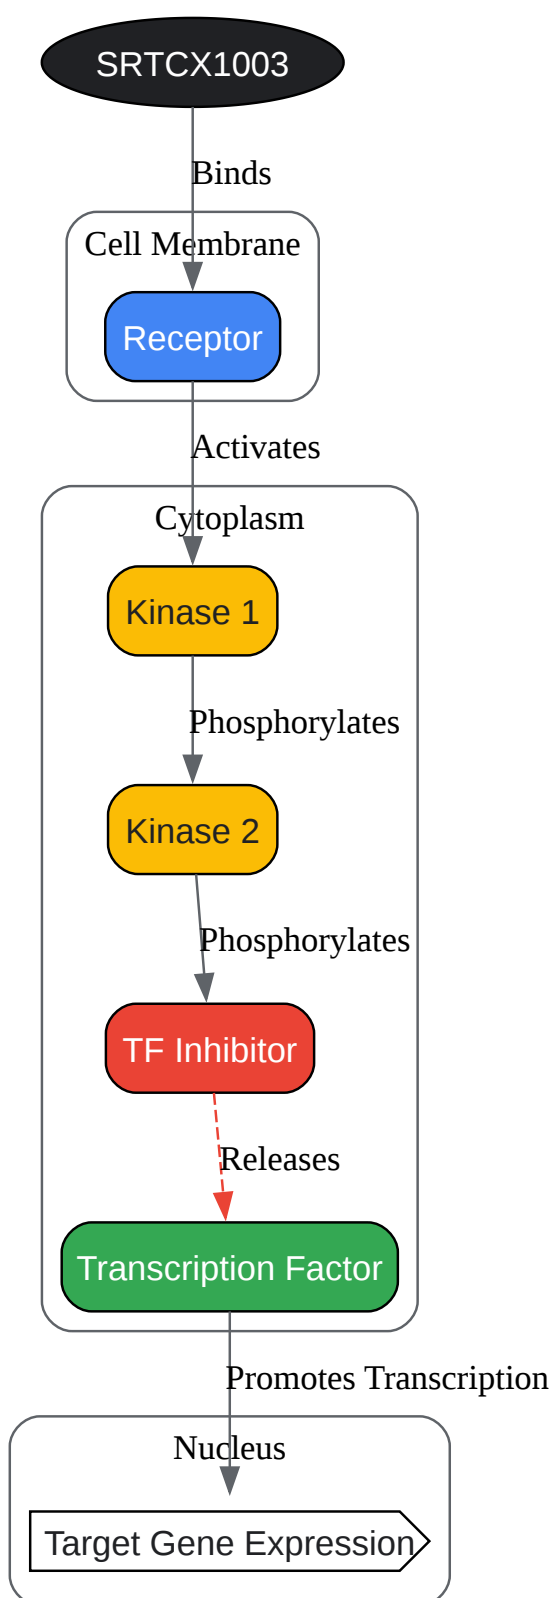 SRTCX1003
Binds
Cell Membrane
Receptor
Activates
Cytoplasm
Kinase 1
Phosphorylates
Kinase 2
Phosphorylates
TF Inhibitor
Releases
Transcription Factor
Promotes Transcription
Nucleus
Target Gene Expression